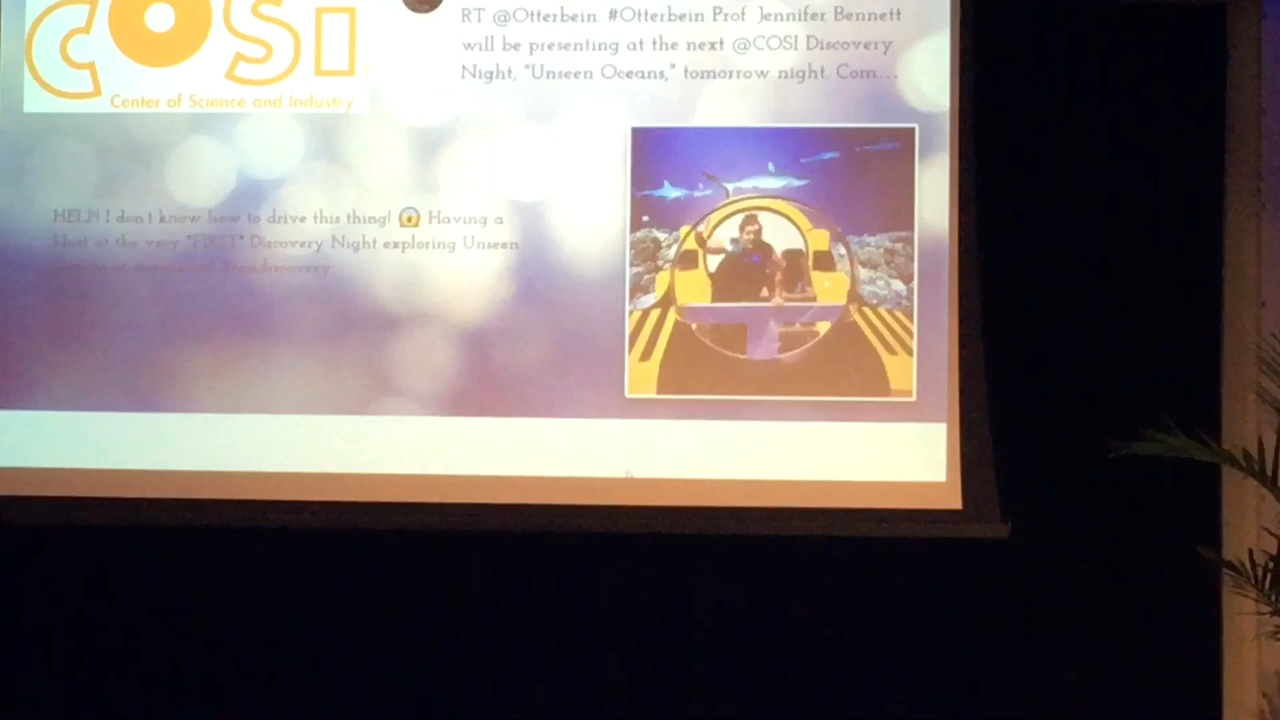 COSI
Center of Science and Industry
RT @Otterbein: #Otterbein Prof. Jennifer Bennett
will be presenting at the next @COSI Discovery
Night, "Unseen Oceans," tomorrow night. Com...
HELP! I don't know how to drive this thing! 😱 Having a
blast at the very *FIRST* Discovery Night exploring Unseen